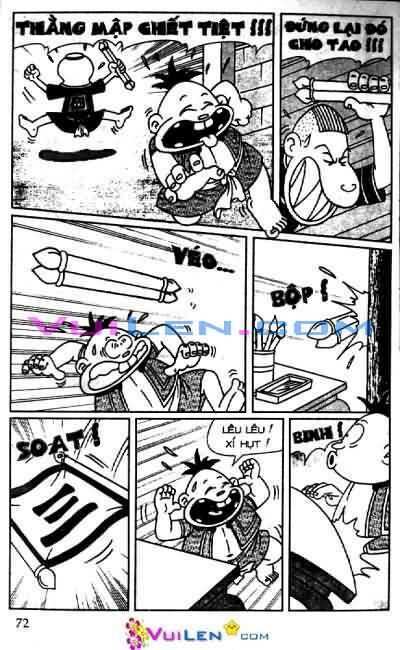 THẰNG MẬP CHẾT TIỆT !!!
ĐỨNG LẠI ĐÓ
CHO TAO !!!
VÉO...
BỘP !
VUILEN.COM
SOẠT !
LÊU LÊU !
XÍ HỤT !
BINH !
72
VUILEN.COM